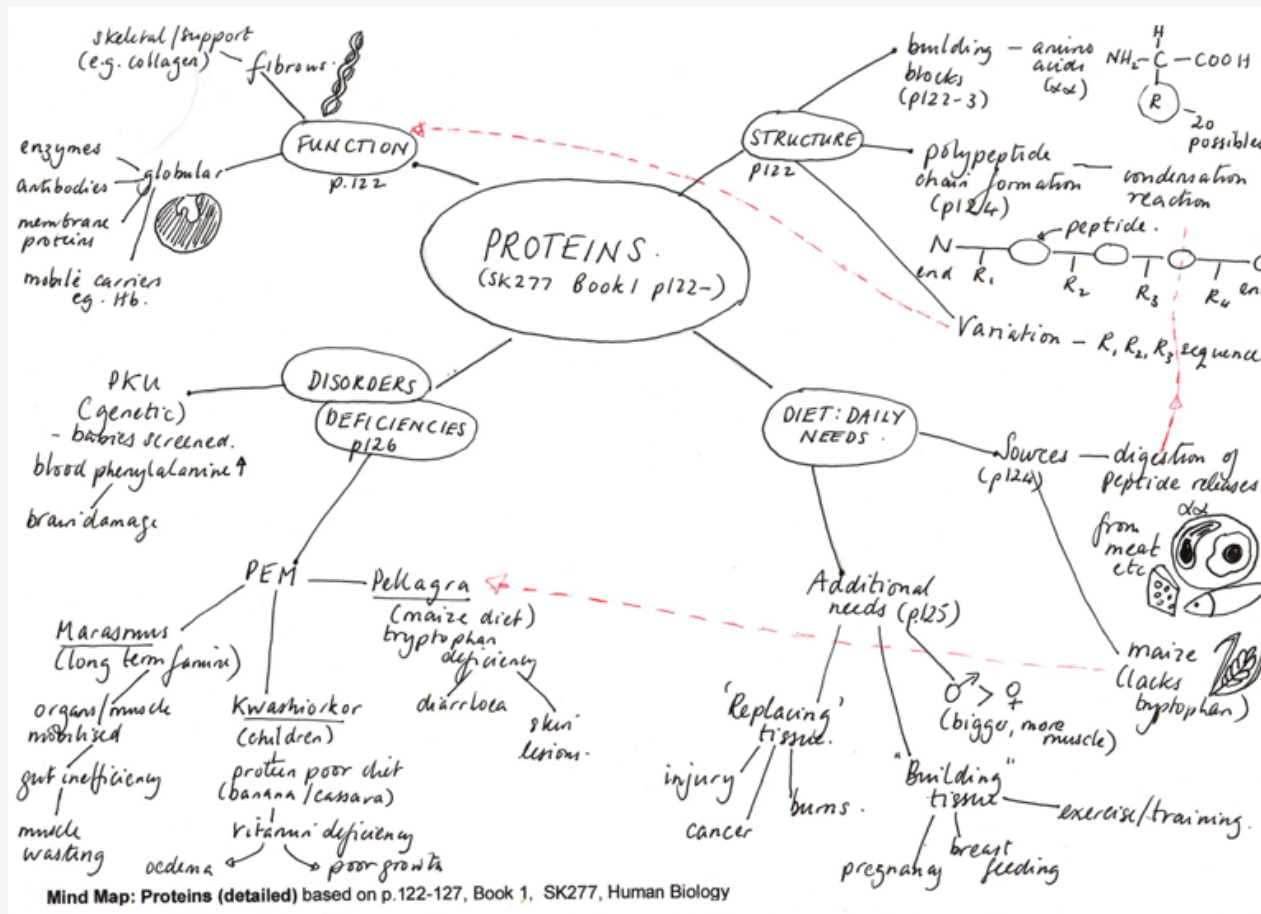 PROTEINS.
(SK277 Book 1 p122-)
FUNCTION
p.122
fibrous
skeletal/support
(e.g. collagen)
globular
enzymes
antibodies
membrane
proteins
mobile carriers
eg. Hb.
STRUCTURE
p122
building
blocks
(p122-3)
- amino
acids
(αα)
H
NH₂-C-COOH
R
20
possible
polypeptide
chain formation
(p124)
condensation
reaction
peptide.
N
end
R₁
R₂
R₃
R₄
C
en
Variation - R₁, R₂, R₃ sequence
DISORDERS
DEFICIENCIES
p126
PKU
(genetic)
- babies screened.
blood phenylalanine ↑
brain damage
PEM
Marasmus
(long term famine)
organs/muscle
mobilised
gut inefficiency
muscle
wasting
Kwashiorkor
(children)
protein poor diet
(banana/cassava)
vitamin deficiency
oedema
poor growth
Pellagra
(maize diet)
tryptophan
deficiency
diarrhoea
skin
lesions.
DIET: DAILY
NEEDS.
Sources
(p124)
digestion of
peptide releases
αα
from
meat
etc
maize
(lacks
tryptophan)
Additional
needs (p.125)
♂ > ♀
(bigger, more
muscle)
'Replacing'
tissue.
injury
cancer
burns.
"Building"
tissue
exercise/training.
pregnancy
breast
feeding
Mind Map: Proteins (detailed) based on p.122-127, Book 1, SK277, Human Biology